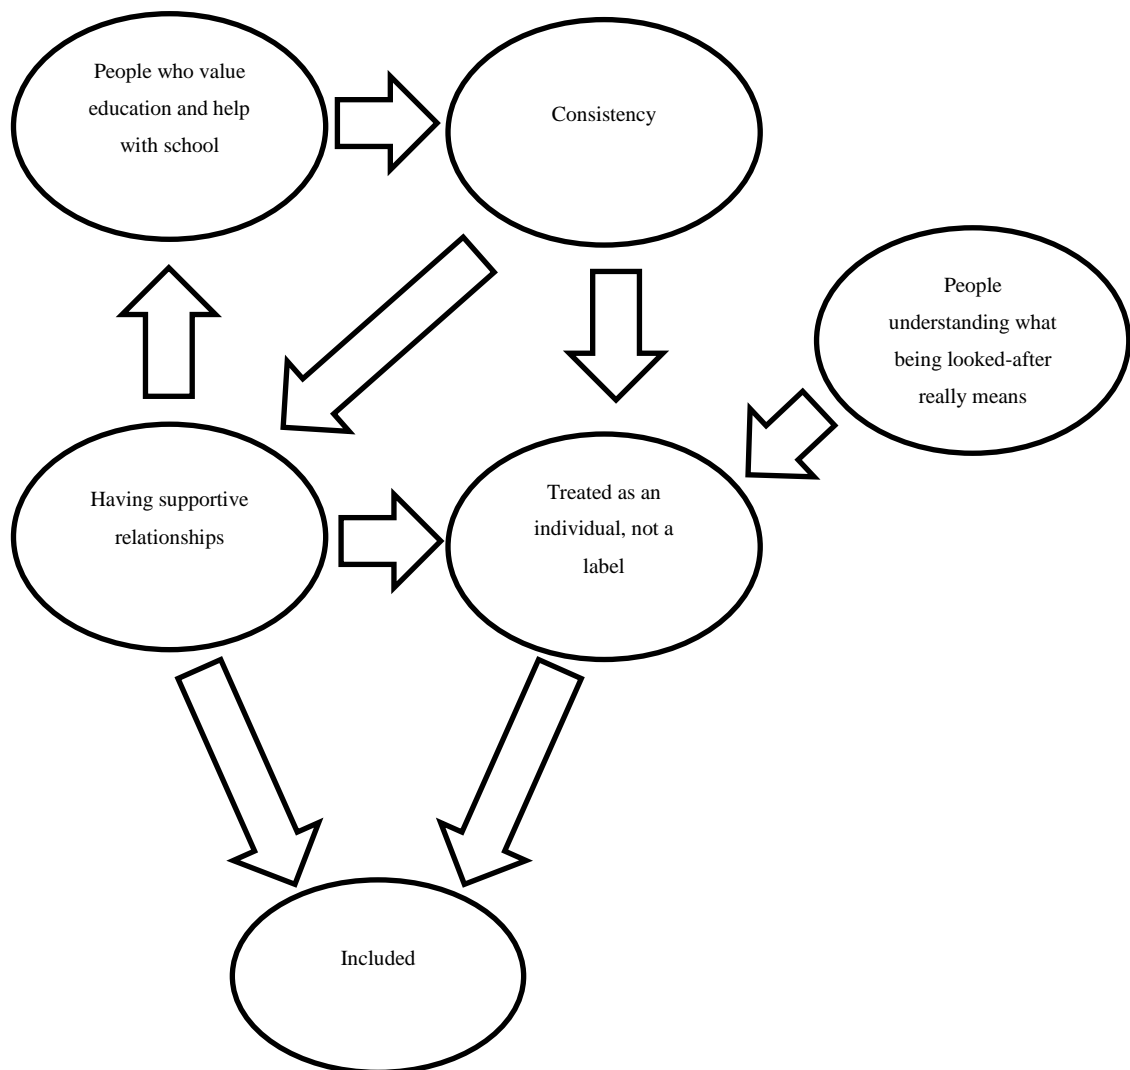 People who value
education and help
with school
Consistency
People
understanding what
being looked-after
really means
Having supportive
relationships
Treated as an
individual, not a
label
Included